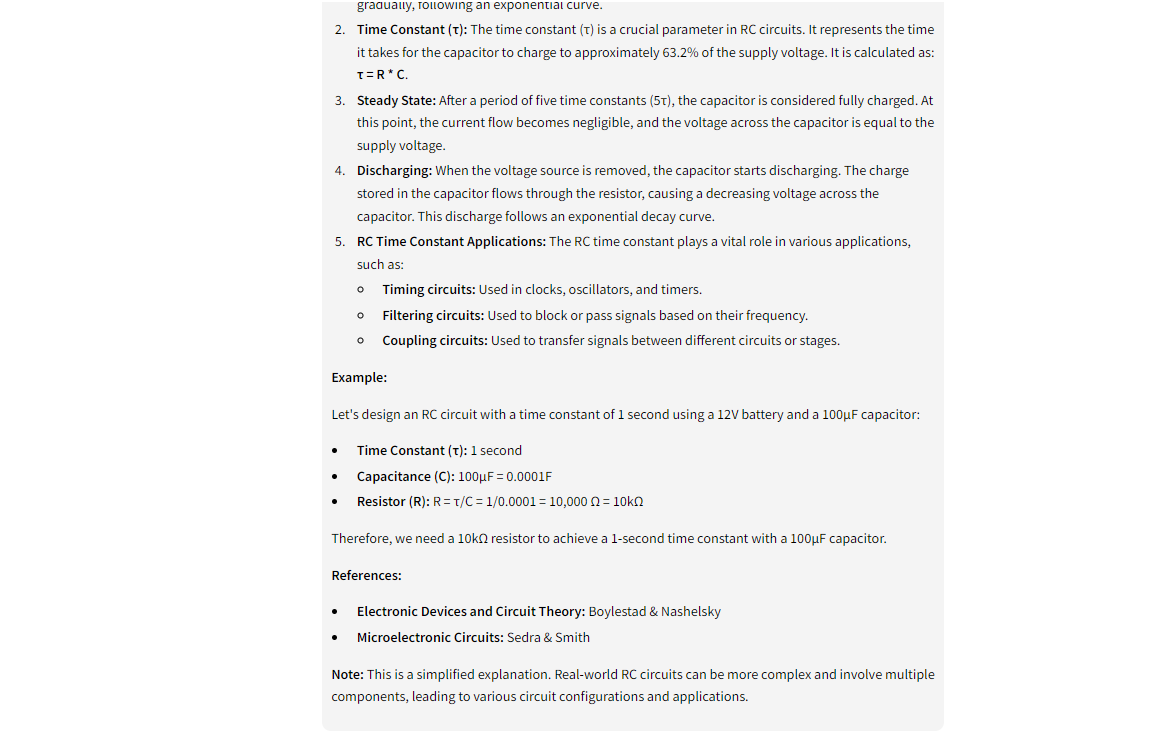 gradually, following an exponential curve.
2. Time Constant (τ): The time constant (τ) is a crucial parameter in RC circuits. It represents the time
it takes for the capacitor to charge to approximately 63.2% of the supply voltage. It is calculated as:
τ = R * C.
3. Steady State: After a period of five time constants (5τ), the capacitor is considered fully charged. At
this point, the current flow becomes negligible, and the voltage across the capacitor is equal to the
supply voltage.
4. Discharging: When the voltage source is removed, the capacitor starts discharging. The charge
stored in the capacitor flows through the resistor, causing a decreasing voltage across the
capacitor. This discharge follows an exponential decay curve.
5. RC Time Constant Applications: The RC time constant plays a vital role in various applications,
such as:
Timing circuits: Used in clocks, oscillators, and timers.
Filtering circuits: Used to block or pass signals based on their frequency.
Coupling circuits: Used to transfer signals between different circuits or stages.
Example:
Let's design an RC circuit with a time constant of 1 second using a 12V battery and a 100μF capacitor:
Time Constant (τ): 1 second
Capacitance (C): 100μF = 0.0001F
Resistor (R): R = τ/C = 1/0.0001 = 10,000 Ω = 10kΩ
Therefore, we need a 10kΩ resistor to achieve a 1-second time constant with a 100μF capacitor.
References:
Electronic Devices and Circuit Theory: Boylestad & Nashelsky
Microelectronic Circuits: Sedra & Smith
Note: This is a simplified explanation. Real-world RC circuits can be more complex and involve multiple
components, leading to various circuit configurations and applications.